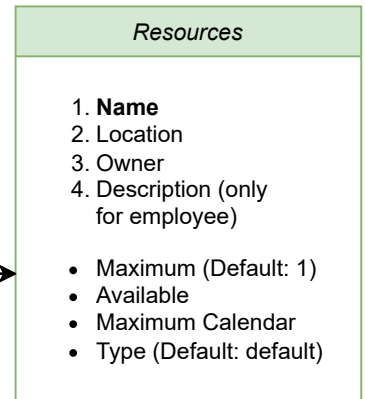 Resources
1. Name
2. Location
3. Owner
4. Description (only
for employee)
• Maximum (Default: 1)
• Available
• Maximum Calendar
• Type (Default: default)